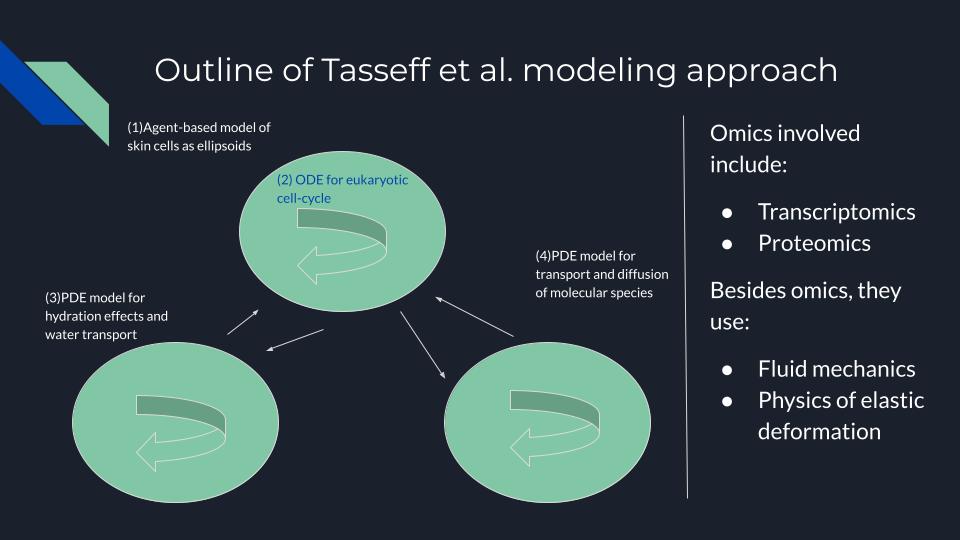 Outline of Tasseff et al. modeling approach
(1)Agent-based model of
skin cells as ellipsoids
(2) ODE for eukaryotic
cell-cycle
(3)PDE model for
hydration effects and
water transport
(4)PDE model for
transport and diffusion
of molecular species
Omics involved
include:
● Transcriptomics
● Proteomics
Besides omics, they
use:
● Fluid mechanics
● Physics of elastic
deformation